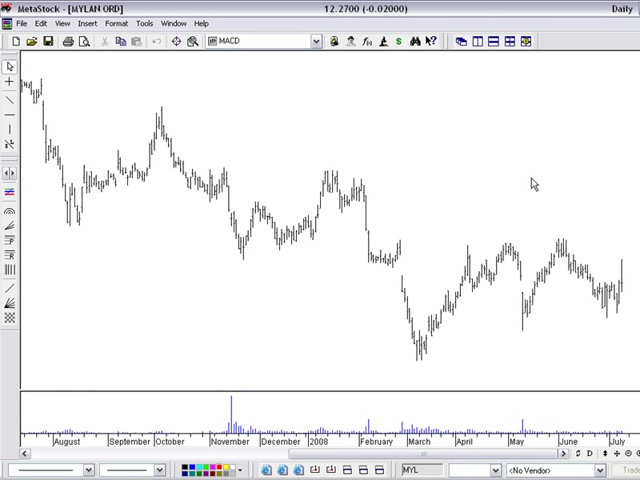 MetaStock - [MYLAN ORD] 12.2700 (-0.02000) Daily
File Edit View Insert Format Tools Window Help
MACD
August September October November December 2008 February March April May June July
MYL <No Vendor> Trade